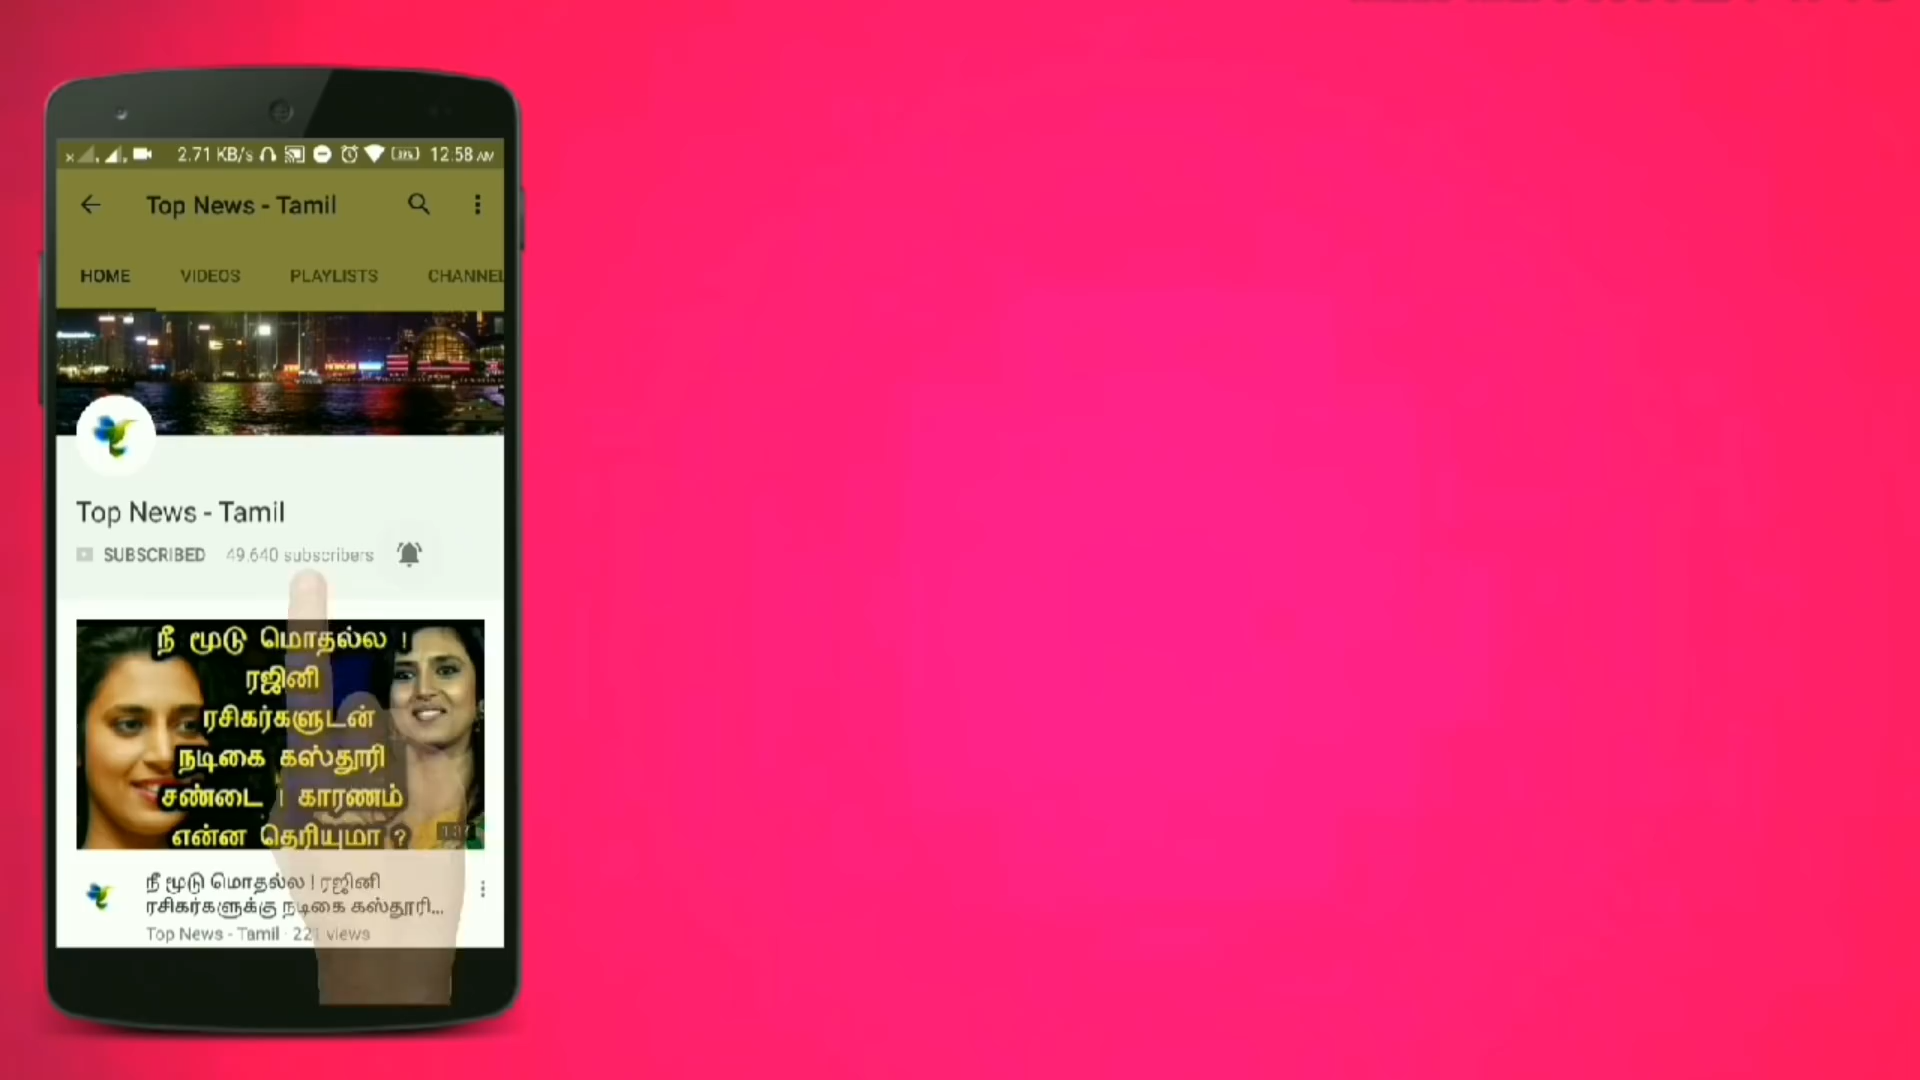 2.71 KB/s 12.58 AM
Top News - Tamil
HOME VIDEOS PLAYLISTS CHANNEL
Top News - Tamil
SUBSCRIBED 49,640 subscribers
நீ மூடு மொதல்ல !
ரஜினி
ரசிகர்களுடன்
நடிகை கஸ்தூரி
சண்டை | காரணம்
என்ன தெரியுமா ?
நீ மூடு மொதல்ல ! ரஜினி
ரசிகர்களுக்கு நடிகை கஸ்தூரி...
Top News - Tamil · 221 views